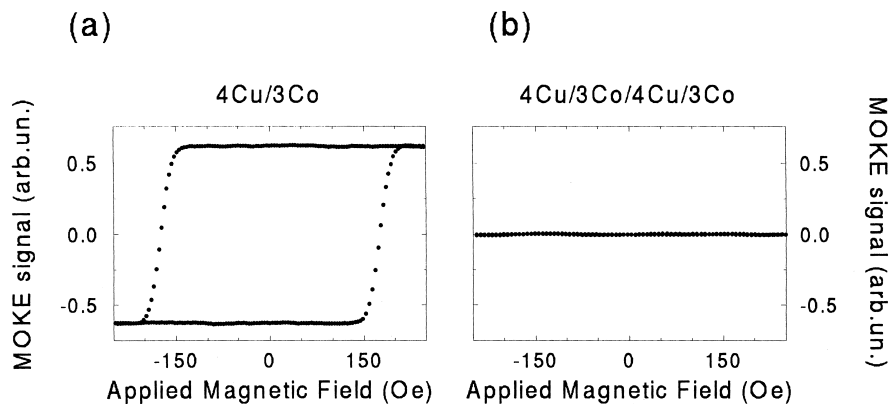 (a)
(b)
4Cu/3Co
4Cu/3Co/4Cu/3Co
MOKE signal (arb.un.)
0.5
0.0
-0.5
-150
0
150
Applied Magnetic Field (Oe)
0.5
0.0
-0.5
-150
0
150
Applied Magnetic Field (Oe)
MOKE signal (arb.un.)